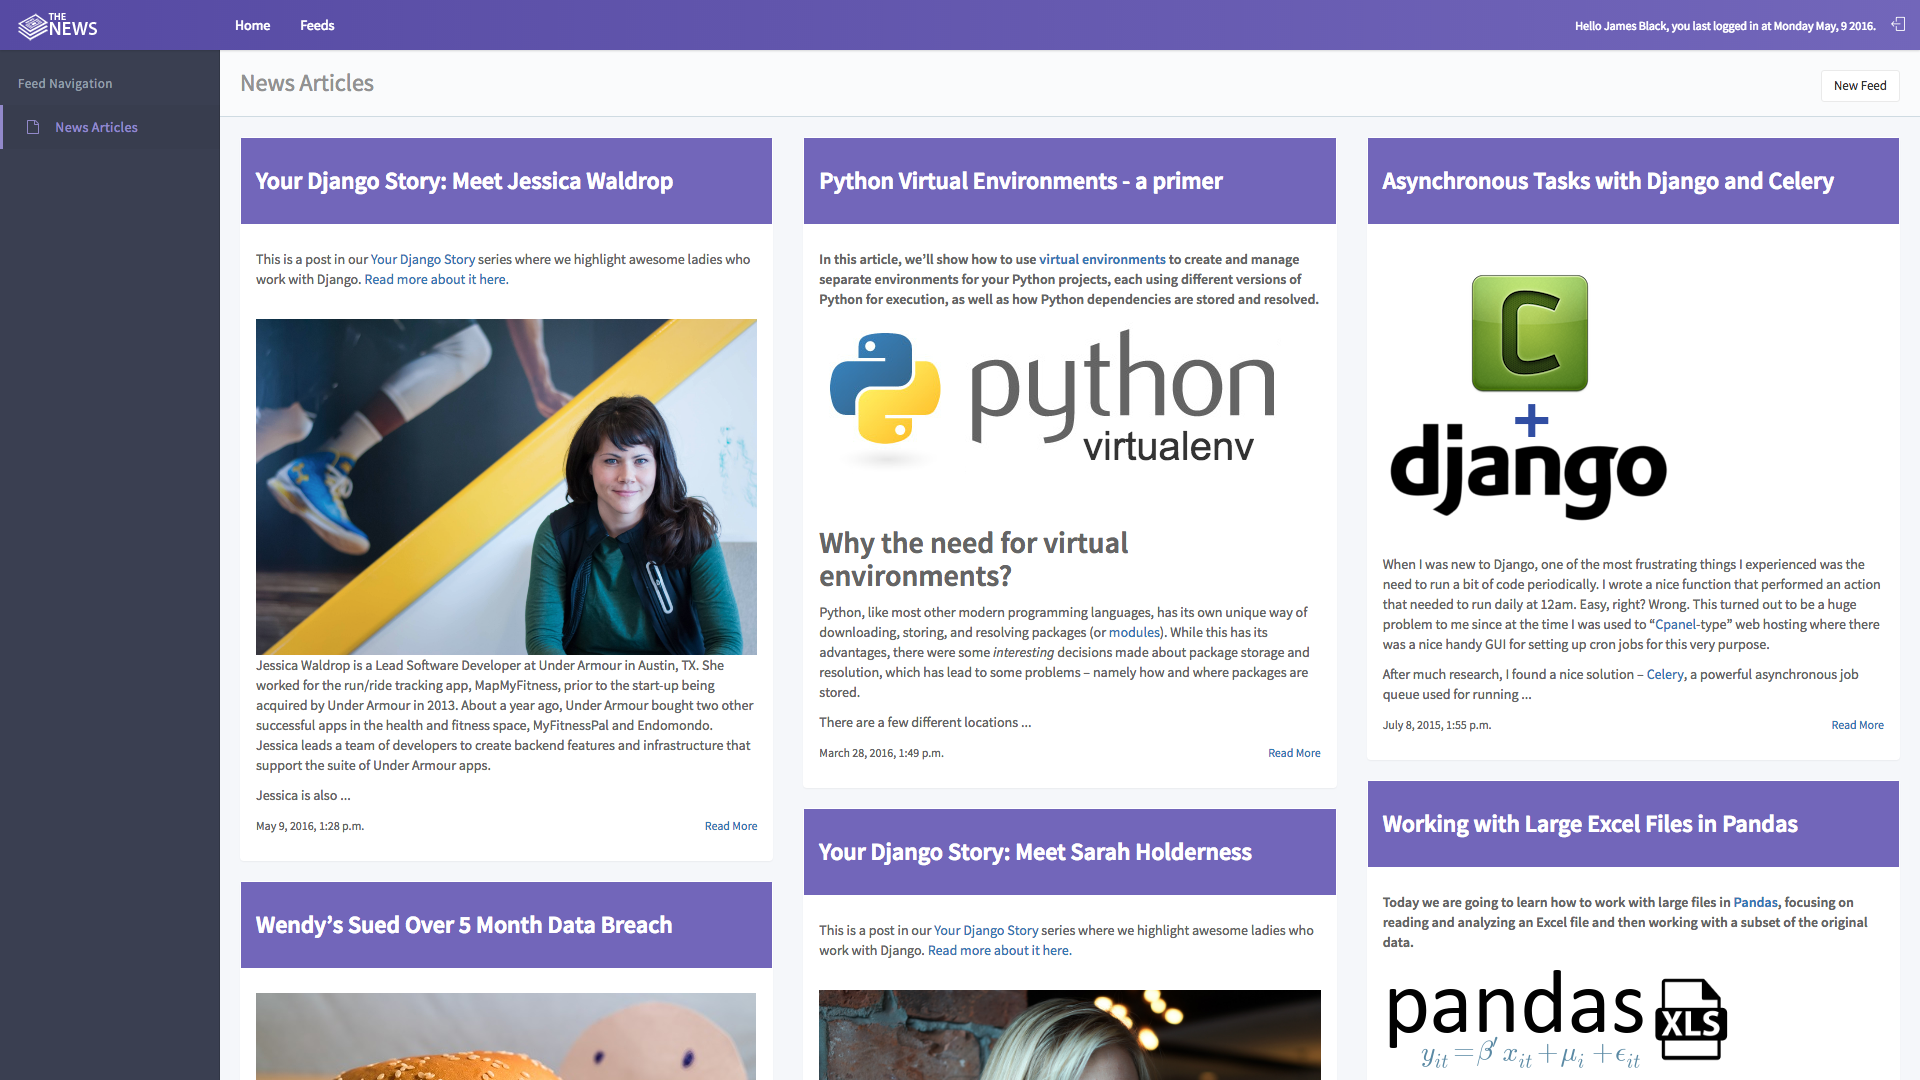 THE
NEWS
Home
Feeds
Hello James Black, you last logged in at Monday May, 9 2016.
Feed Navigation
News Articles
News Articles
New Feed
Your Django Story: Meet Jessica Waldrop
This is a post in our Your Django Story series where we highlight awesome ladies who
work with Django. Read more about it here.
Jessica Waldrop is a Lead Software Developer at Under Armour in Austin, TX. She
worked for the run/ride tracking app, MapMyFitness, prior to the start-up being
acquired by Under Armour in 2013. About a year ago, Under Armour bought two other
successful apps in the health and fitness space, MyFitnessPal and Endomondo.
Jessica leads a team of developers to create backend features and infrastructure that
support the suite of Under Armour apps.
Jessica is also ...
May 9, 2016, 1:28 p.m.
Read More
Wendy’s Sued Over 5 Month Data Breach
Python Virtual Environments - a primer
In this article, we’ll show how to use virtual environments to create and manage
separate environments for your Python projects, each using different versions of
Python for execution, as well as how Python dependencies are stored and resolved.
python
virtualenv
Why the need for virtual
environments?
Python, like most other modern programming languages, has its own unique way of
downloading, storing, and resolving packages (or modules). While this has its
advantages, there were some interesting decisions made about package storage and
resolution, which has lead to some problems – namely how and where packages are
stored.
There are a few different locations ...
March 28, 2016, 1:49 p.m.
Read More
Your Django Story: Meet Sarah Holderness
This is a post in our Your Django Story series where we highlight awesome ladies who
work with Django. Read more about it here.
Asynchronous Tasks with Django and Celery
C
+
django
When I was new to Django, one of the most frustrating things I experienced was the
need to run a bit of code periodically. I wrote a nice function that performed an action
that needed to run daily at 12am. Easy, right? Wrong. This turned out to be a huge
problem to me since at the time I was used to “Cpanel-type” web hosting where there
was a nice handy GUI for setting up cron jobs for this very purpose.
After much research, I found a nice solution – Celery, a powerful asynchronous job
queue used for running ...
July 8, 2015, 1:55 p.m.
Read More
Working with Large Excel Files in Pandas
Today we are going to learn how to work with large files in Pandas, focusing on
reading and analyzing an Excel file and then working with a subset of the original
data.
pandas
XLS
y_it = β′x_it + μ_i + ϵ_it